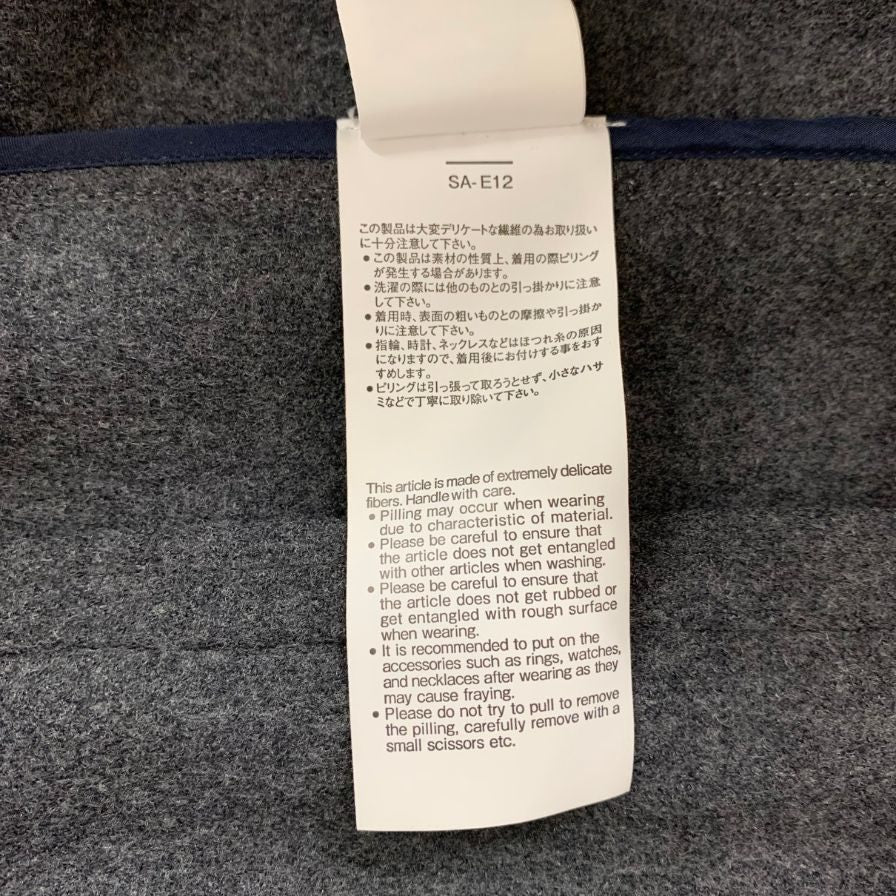 SA-E12
この製品は大変デリケートな繊維の為お取り扱い
に十分注意して下さい。
●この製品は素材の性質上、着用の際ピリング
が発生する場合があります。
●洗濯の際には他のものとの引っ掛かりに注意
して下さい。
●着用時、表面の粗いものとの摩擦や引っ掛か
りに注意して下さい。
●指輪、時計、ネックレスなどはほつれ糸の原因
になりますので、着用後にお付けする事をおす
すめします。
●ピリングは引っ張って取ろうとせず、小さなハサ
ミなどで丁寧に取り除いて下さい。
This article is made of extremely delicate
fibers. Handle with care.
● Pilling may occur when wearing
due to characteristic of material.
● Please be careful to ensure that
the article does not get entangled
with other articles when washing.
● Please be careful to ensure that
the article does not get rubbed or
get entangled with rough surface
when wearing.
● It is recommended to put on the
accessories such as rings, watches,
and necklaces after wearing as they
may cause fraying.
● Please do not try to pull to remove
the pilling, carefully remove with a
small scissors etc.